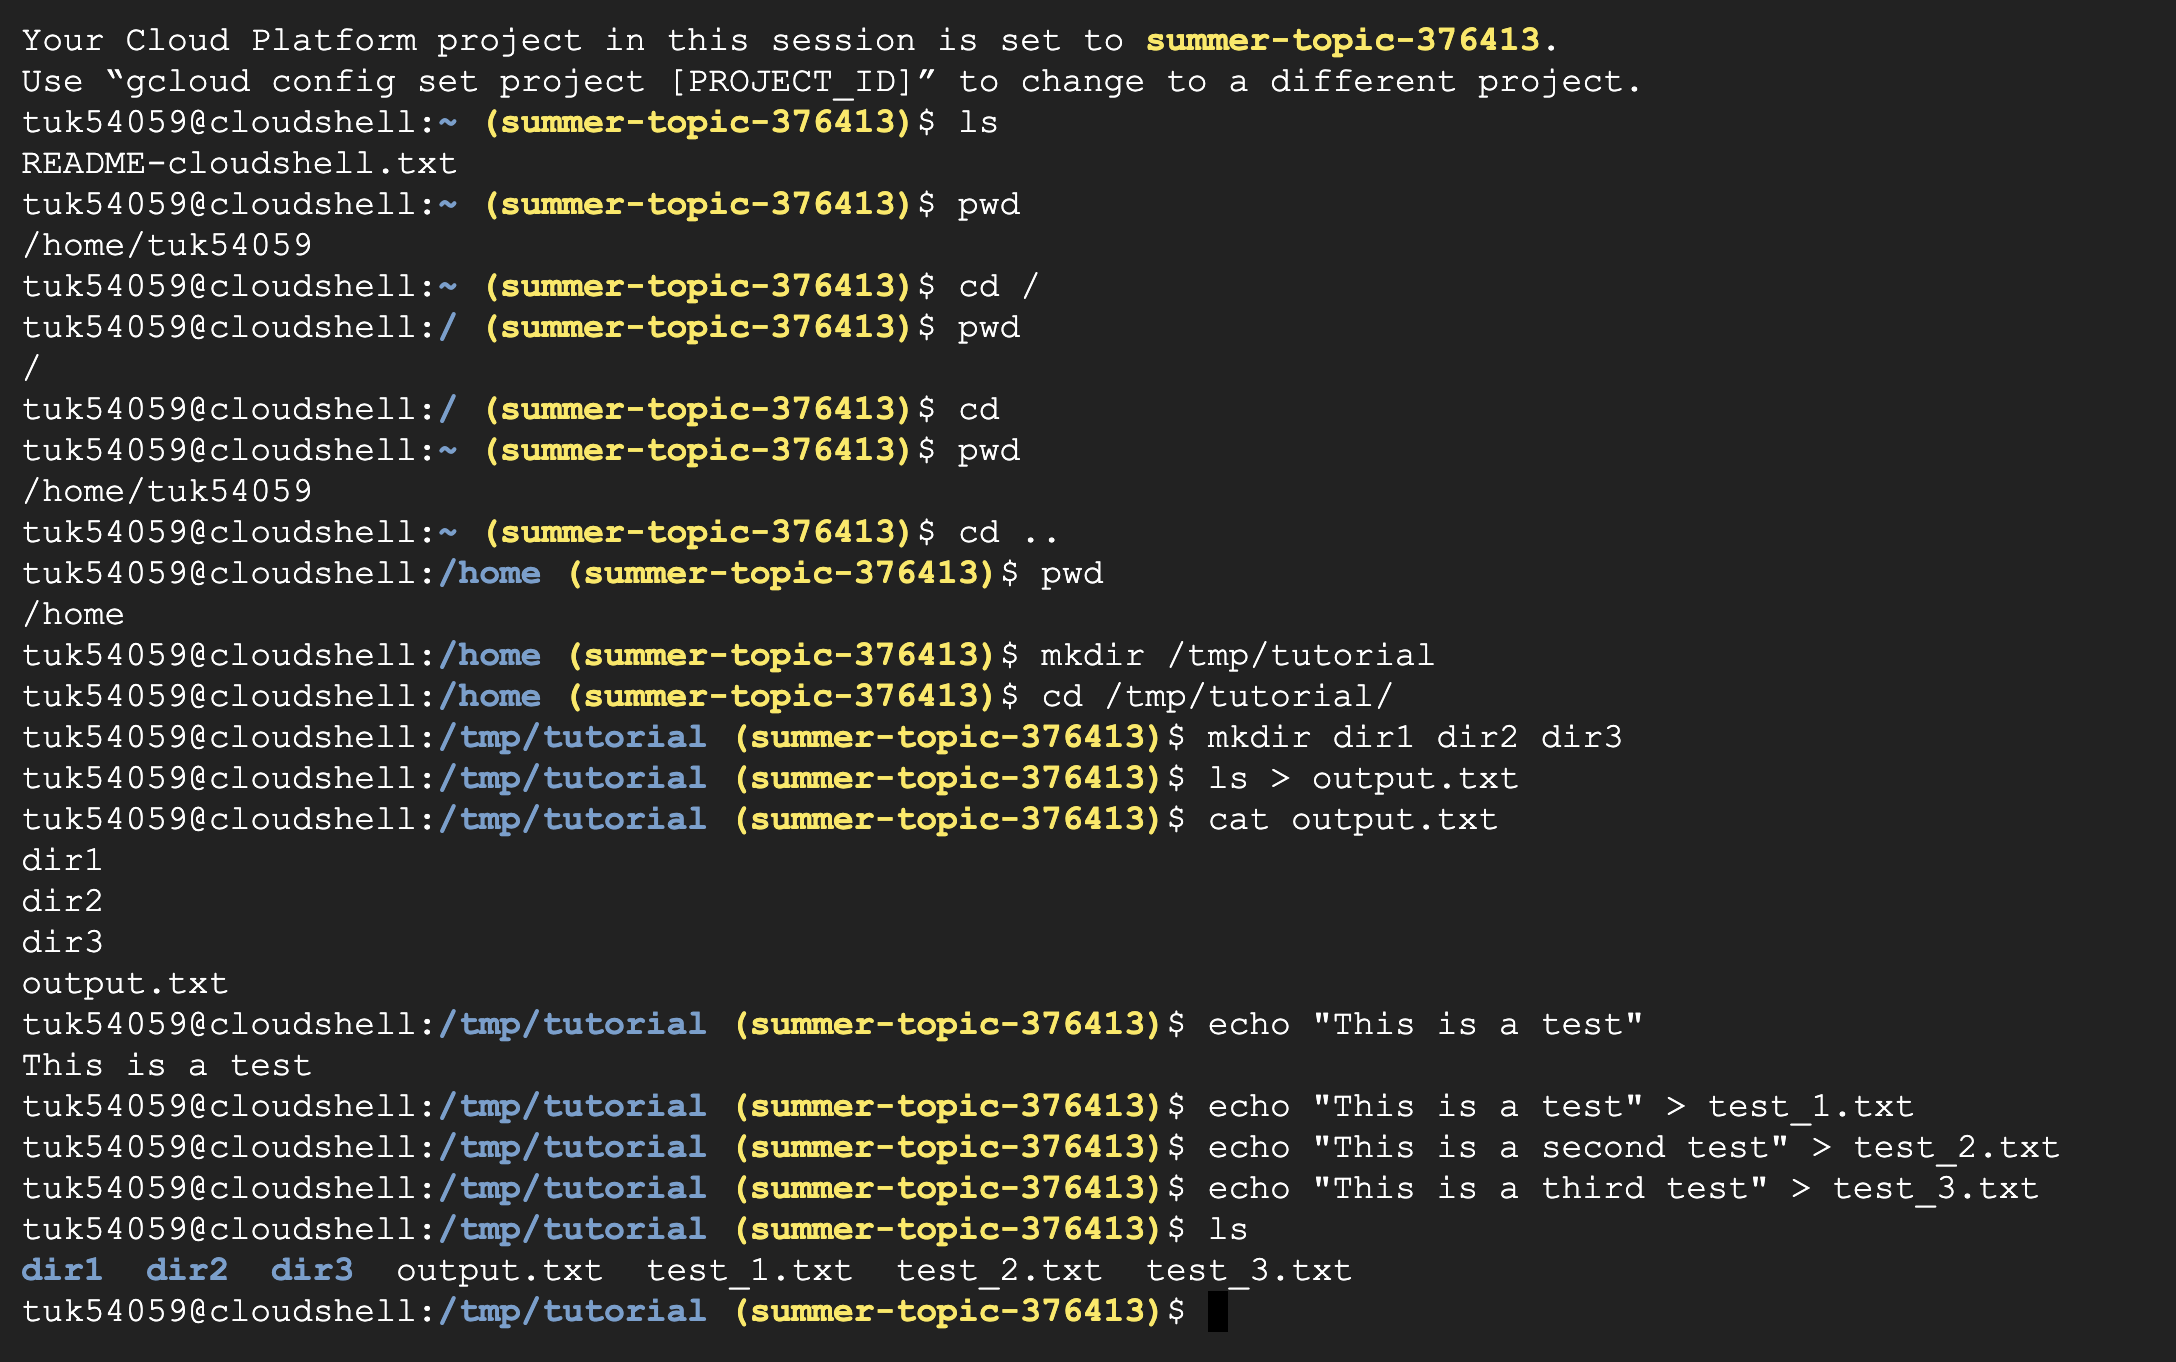 Your Cloud Platform project in this session is set to summer-topic-376413.
Use “gcloud config set project [PROJECT_ID]” to change to a different project.
tuk54059@cloudshell:~ (summer-topic-376413)$ ls
README-cloudshell.txt
tuk54059@cloudshell:~ (summer-topic-376413)$ pwd
/home/tuk54059
tuk54059@cloudshell:~ (summer-topic-376413)$ cd /
tuk54059@cloudshell:/ (summer-topic-376413)$ pwd
/
tuk54059@cloudshell:/ (summer-topic-376413)$ cd
tuk54059@cloudshell:~ (summer-topic-376413)$ pwd
/home/tuk54059
tuk54059@cloudshell:~ (summer-topic-376413)$ cd ..
tuk54059@cloudshell:/home (summer-topic-376413)$ pwd
/home
tuk54059@cloudshell:/home (summer-topic-376413)$ mkdir /tmp/tutorial
tuk54059@cloudshell:/home (summer-topic-376413)$ cd /tmp/tutorial/
tuk54059@cloudshell:/tmp/tutorial (summer-topic-376413)$ mkdir dir1 dir2 dir3
tuk54059@cloudshell:/tmp/tutorial (summer-topic-376413)$ ls > output.txt
tuk54059@cloudshell:/tmp/tutorial (summer-topic-376413)$ cat output.txt
dir1
dir2
dir3
output.txt
tuk54059@cloudshell:/tmp/tutorial (summer-topic-376413)$ echo "This is a test"
This is a test
tuk54059@cloudshell:/tmp/tutorial (summer-topic-376413)$ echo "This is a test" > test_1.txt
tuk54059@cloudshell:/tmp/tutorial (summer-topic-376413)$ echo "This is a second test" > test_2.txt
tuk54059@cloudshell:/tmp/tutorial (summer-topic-376413)$ echo "This is a third test" > test_3.txt
tuk54059@cloudshell:/tmp/tutorial (summer-topic-376413)$ ls
dir1  dir2  dir3  output.txt  test_1.txt  test_2.txt  test_3.txt
tuk54059@cloudshell:/tmp/tutorial (summer-topic-376413)$